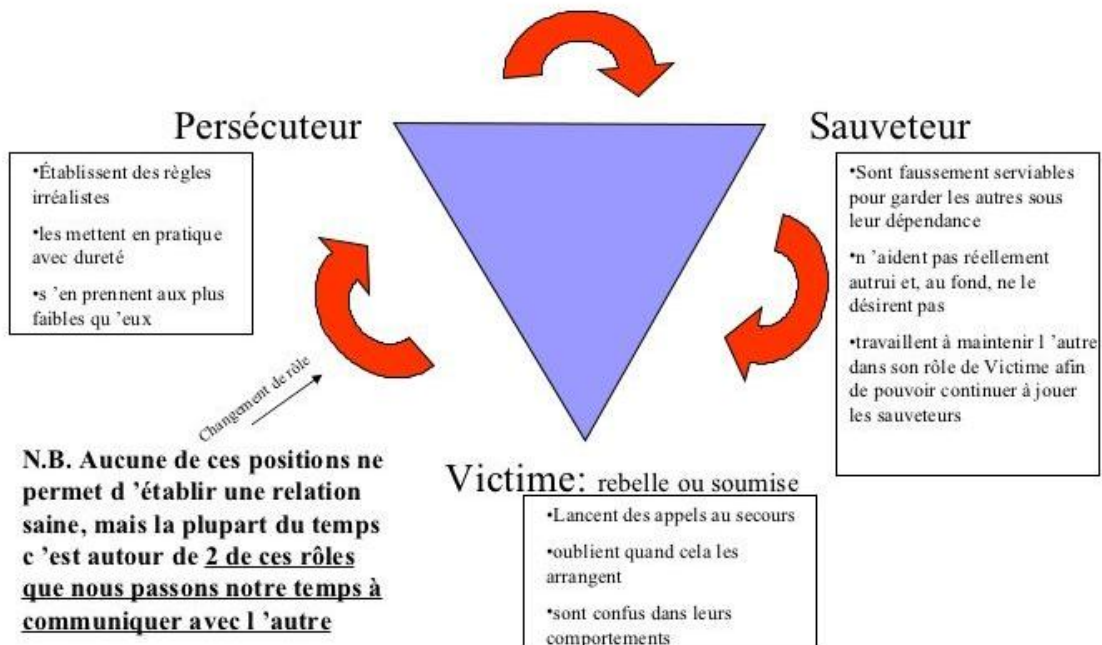 Persécuteur
•Établissent des règles
irréalistes
•les mettent en pratique
avec dureté
•s ’en prennent aux plus
faibles qu ’eux
Sauveteur
•Sont faussement serviables
pour garder les autres sous
leur dépendance
•n ’aident pas réellement
autrui et, au fond, ne le
désirent pas
•travaillent à maintenir l ’autre
dans son rôle de Victime afin
de pouvoir continuer à jouer
les sauveteurs
Changement de rôle
N.B. Aucune de ces positions ne
permet d ’établir une relation
saine, mais la plupart du temps
c ’est autour de 2 de ces rôles
que nous passons notre temps à
communiquer avec l ’autre
Victime: rebelle ou soumise
•Lancent des appels au secours
•oublient quand cela les
arrangent
•sont confus dans leurs
comportements